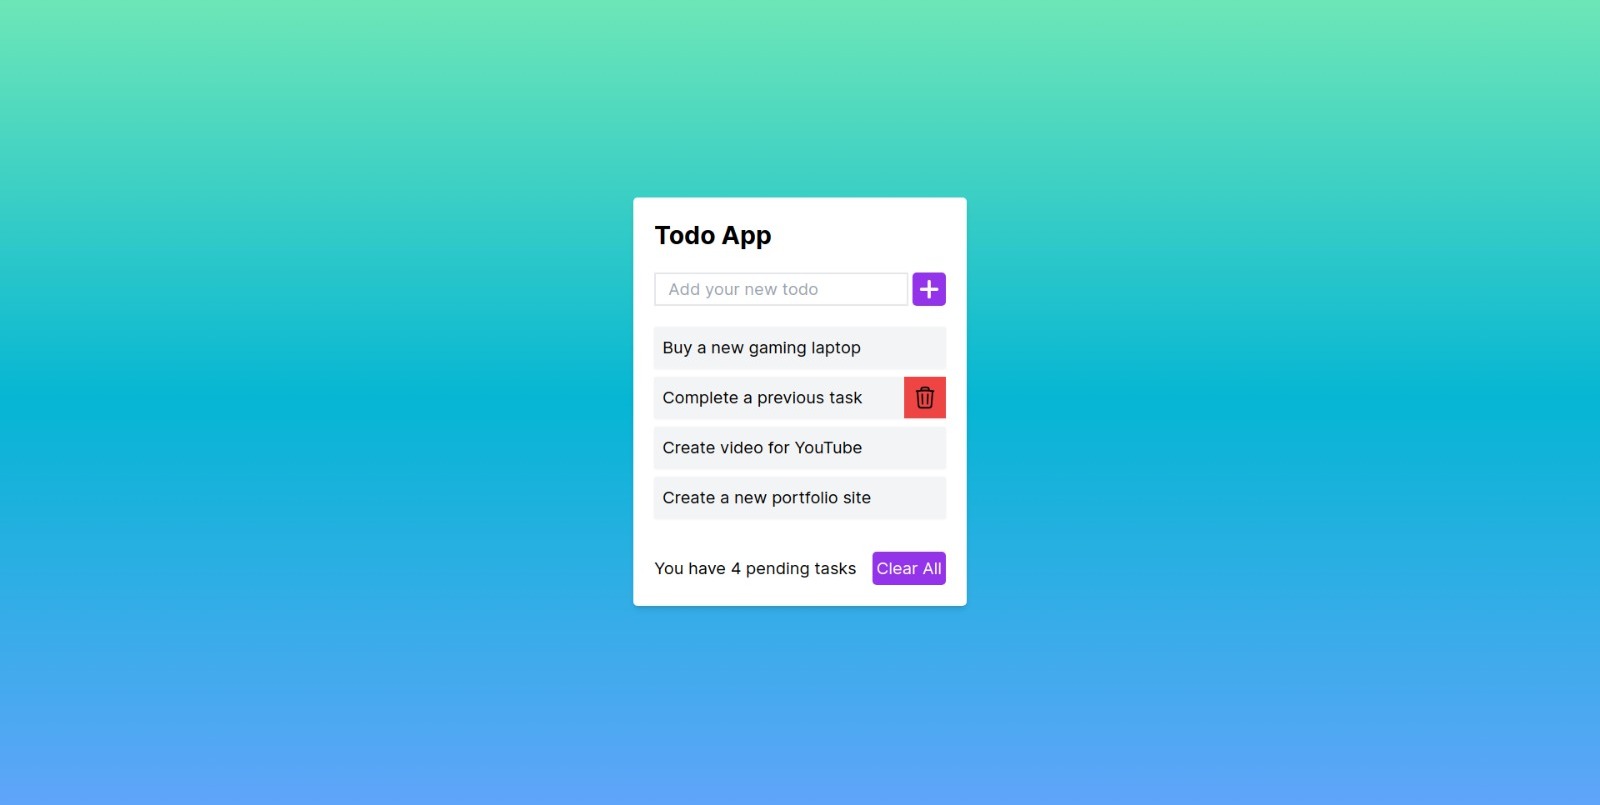 Todo App
Add your new todo
Buy a new gaming laptop
Complete a previous task
Create video for YouTube
Create a new portfolio site
You have 4 pending tasks Clear All